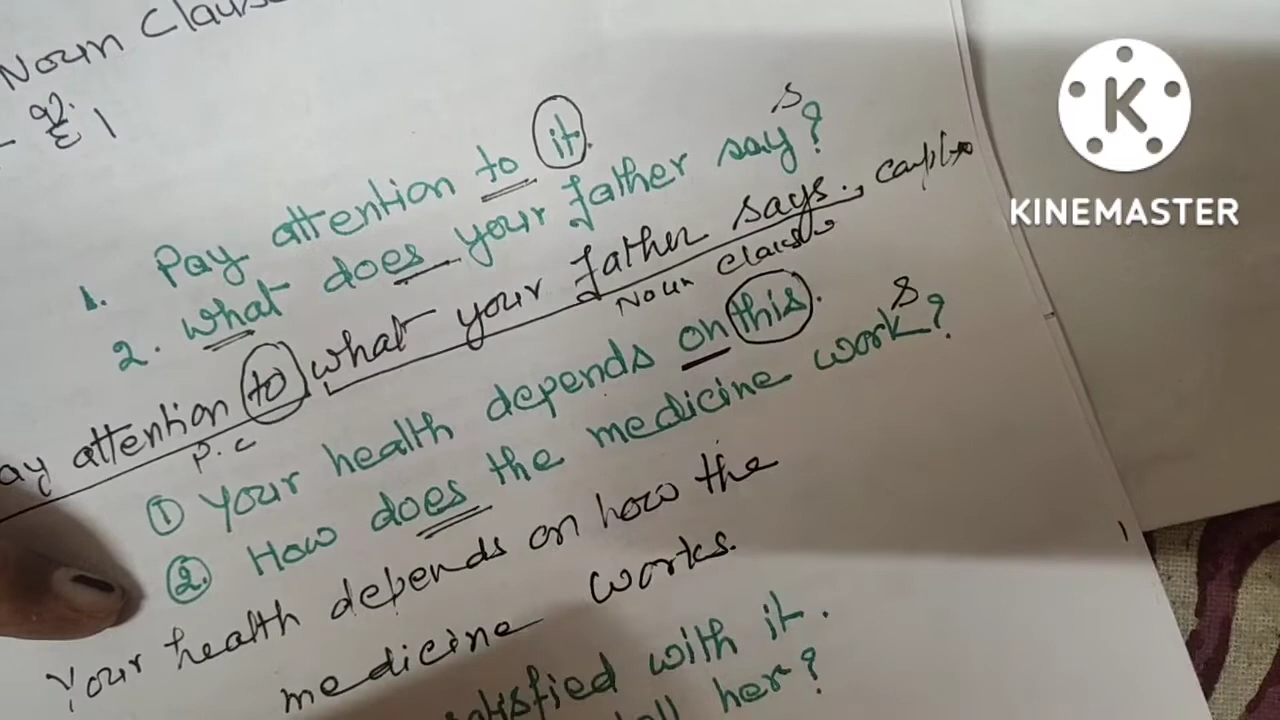 Noun Clause
1. Pay attention to it.
s
2. What does your father say?
ay attention to what your father says.,
Noun Clause
P.C
① Your health depends on this.
s
② How does the medicine work?
Your health depends on how the
medicine works.
satisfied with it.
her?
K
KINEMASTER